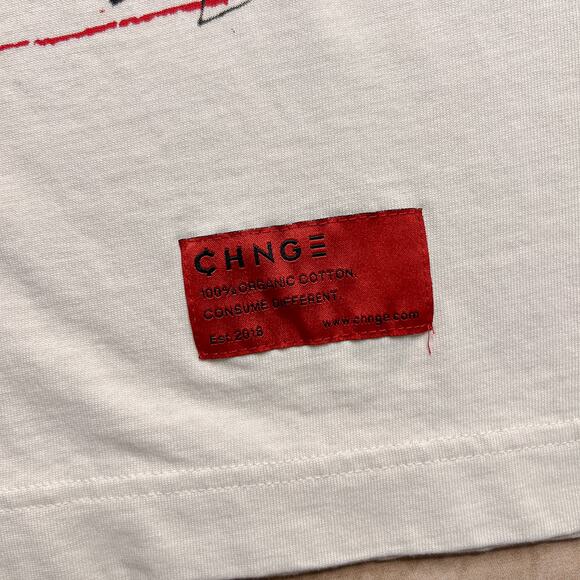 CHNGE
100% ORGANIC COTTON.
CONSUME DIFFERENT.
Est. 2018 www.chnge.com